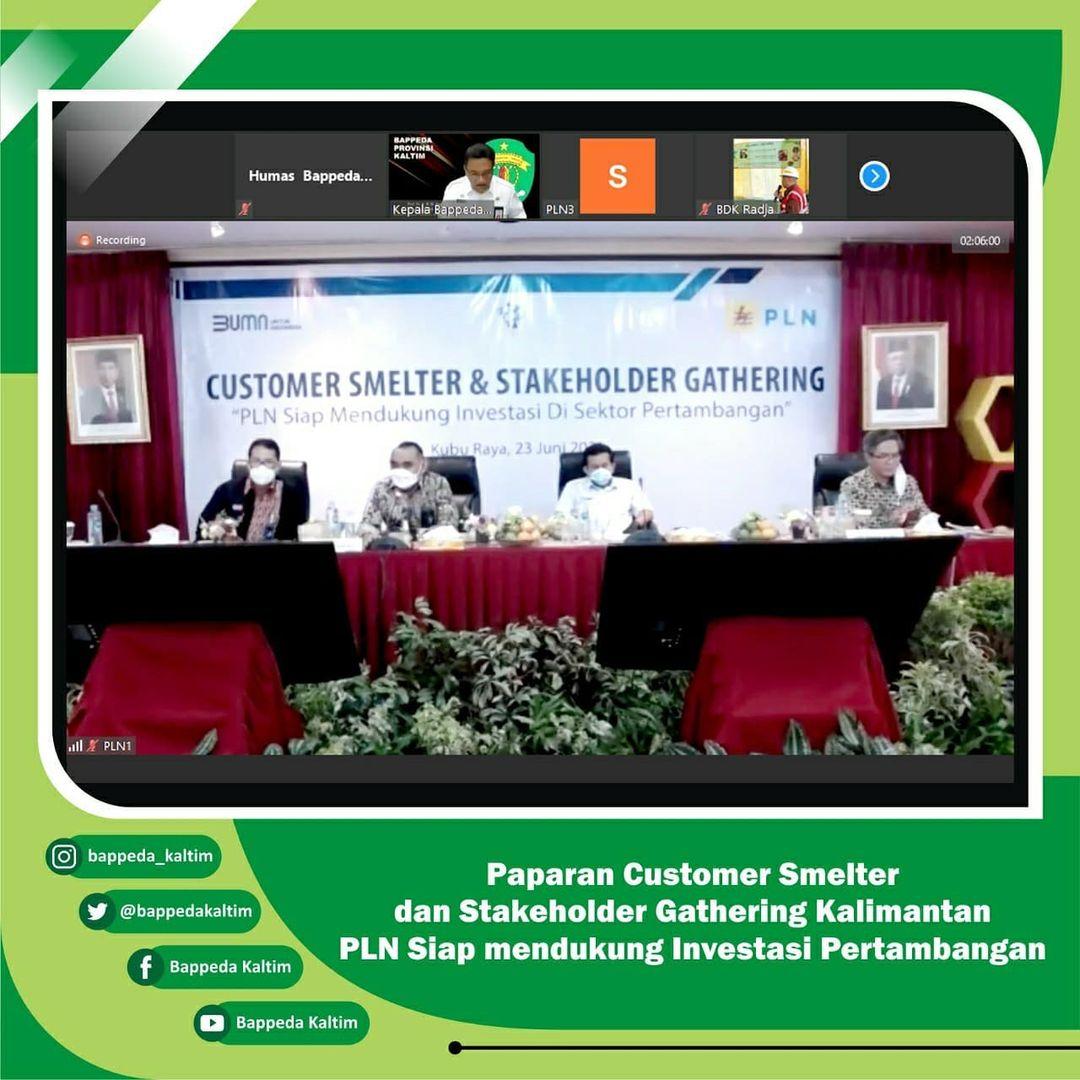 BAPPEDA
PROVINSI
KALTIM
Humas Bappeda...
Kepala Bappeda...
S
PLN3
BDK Radja
Recording
02:06:00
BUMN UNTUK
INDONESIA
PLN
CUSTOMER SMELTER & STAKEHOLDER GATHERING
"PLN Siap Mendukung Investasi Di Sektor Pertambangan"
Kubu Raya, 23 Juni
PLN1
bappeda_kaltim
@bappedakaltim
Bappeda Kaltim
Bappeda Kaltim
Paparan Customer Smelter
dan Stakeholder Gathering Kalimantan
PLN Siap mendukung Investasi Pertambangan